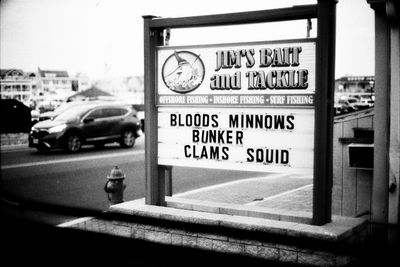 JIM'S BAIT
and TACKLE
OFFSHORE FISHING • INSHORE FISHING • SURF FISHING
BLOODS MINNOWS
BUNKER
CLAMS SQUID